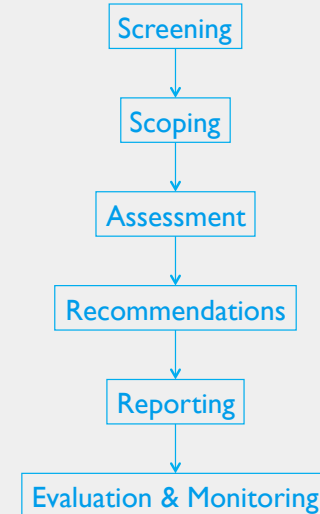 Screening
Scoping
Assessment
Recommendations
Reporting
Evaluation & Monitoring